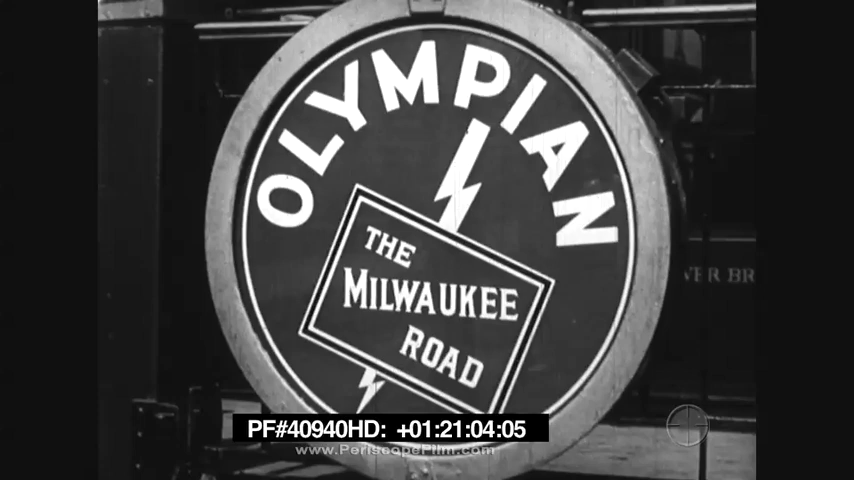 OLYMPIAN
THE
MILWAUKEE
ROAD
PF#40940HD: +01:21:04:05
www.PeriscopeFilm.com